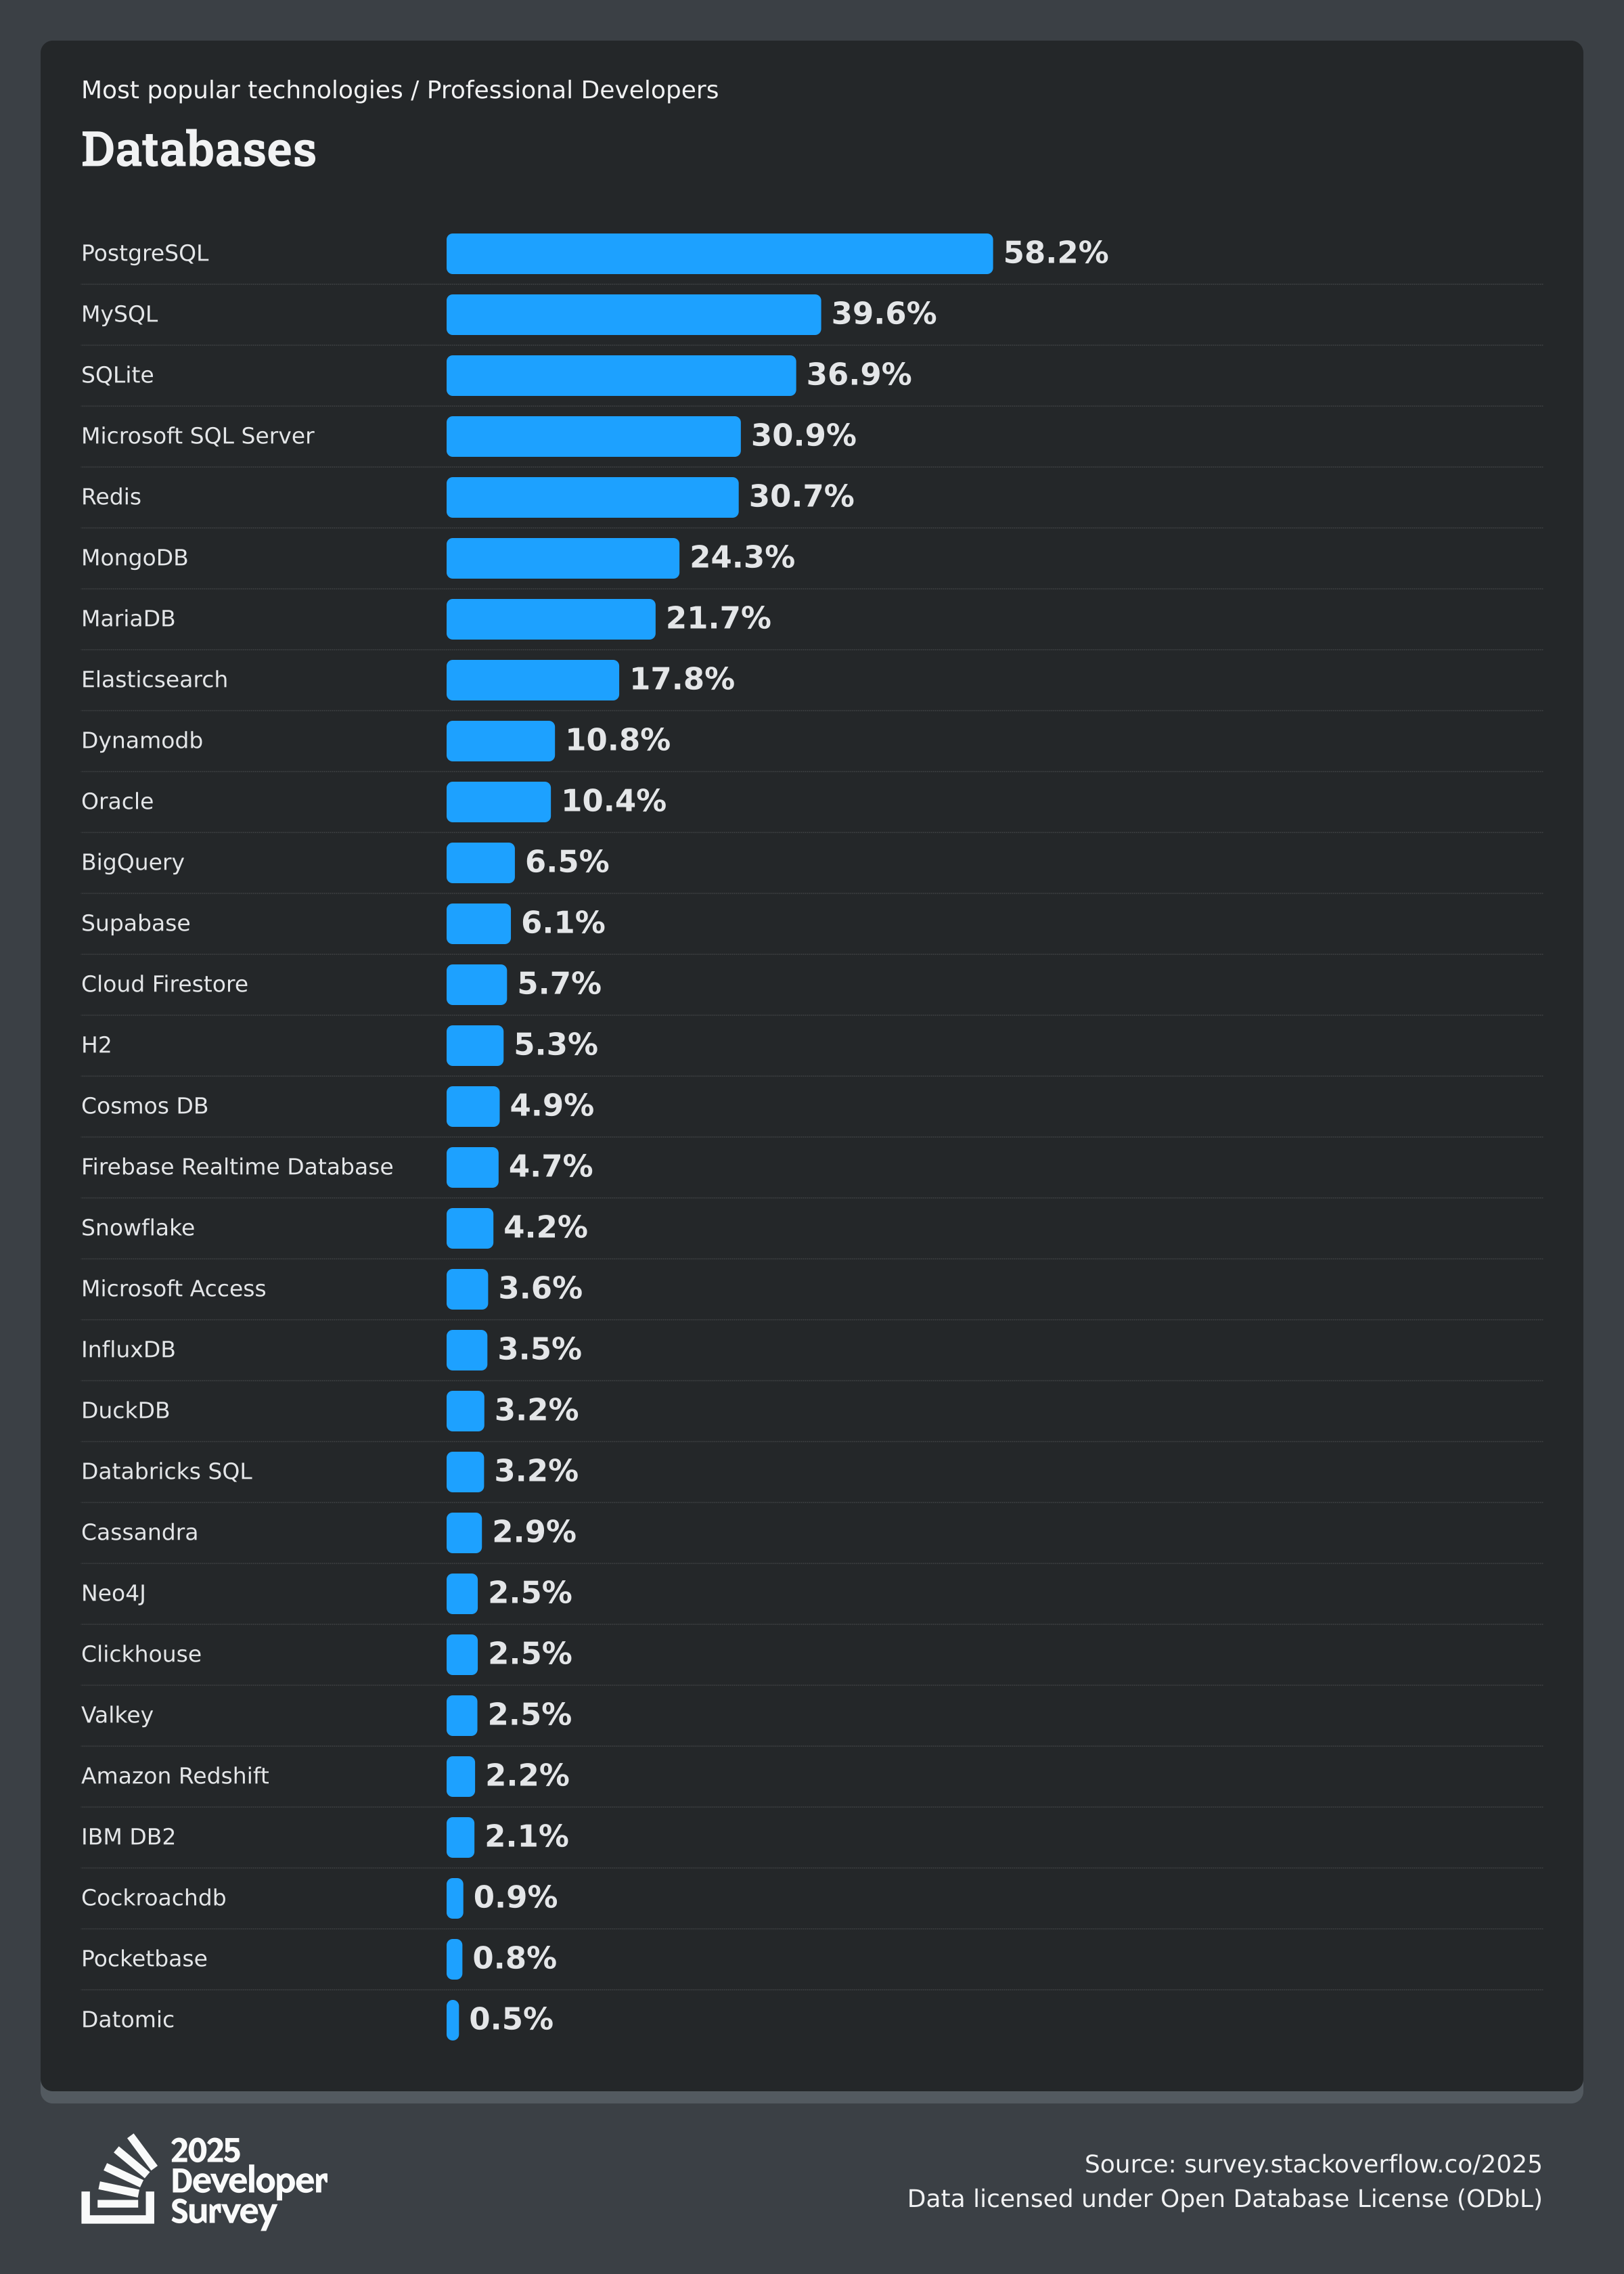 Most popular technologies / Professional Developers
Databases
PostgreSQL 58.2%
MySQL 39.6%
SQLite 36.9%
Microsoft SQL Server 30.9%
Redis 30.7%
MongoDB 24.3%
MariaDB 21.7%
Elasticsearch 17.8%
Dynamodb 10.8%
Oracle 10.4%
BigQuery 6.5%
Supabase 6.1%
Cloud Firestore 5.7%
H2 5.3%
Cosmos DB 4.9%
Firebase Realtime Database 4.7%
Snowflake 4.2%
Microsoft Access 3.6%
InfluxDB 3.5%
DuckDB 3.2%
Databricks SQL 3.2%
Cassandra 2.9%
Neo4J 2.5%
Clickhouse 2.5%
Valkey 2.5%
Amazon Redshift 2.2%
IBM DB2 2.1%
Cockroachdb 0.9%
Pocketbase 0.8%
Datomic 0.5%
2025
Developer
Survey
Source: survey.stackoverflow.co/2025
Data licensed under Open Database License (ODbL)